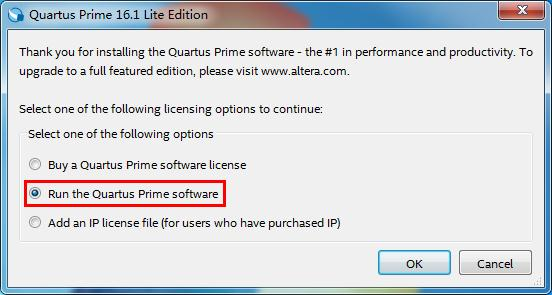 Quartus Prime 16.1 Lite Edition
Thank you for installing the Quartus Prime software - the #1 in performance and productivity. To
upgrade to a full featured edition, please visit www.altera.com.
Select one of the following licensing options to continue:
Select one of the following options
Buy a Quartus Prime software license
Run the Quartus Prime software
Add an IP license file (for users who have purchased IP)
OK Cancel